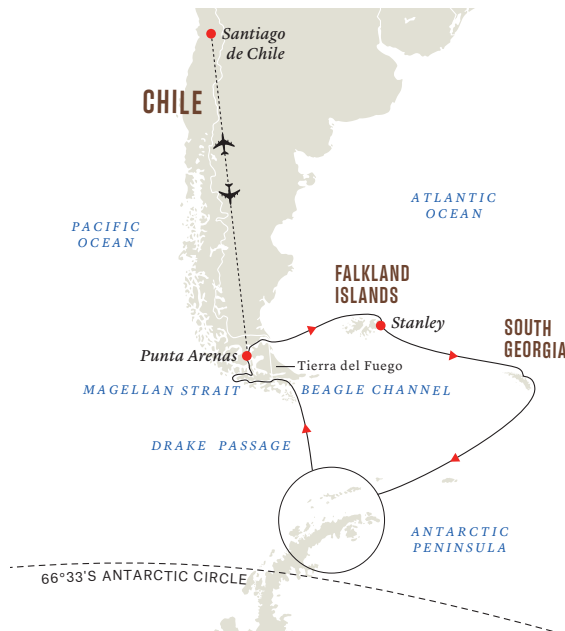 Santiago
de Chile
CHILE
ATLANTIC
OCEAN
PACIFIC
OCEAN
FALKLAND
ISLANDS
Stanley
SOUTH
GEORGIA
Punta Arenas
Tierra del Fuego
MAGELLAN STRAIT
BEAGLE CHANNEL
DRAKE PASSAGE
ANTARCTIC
PENINSULA
66°33'S ANTARCTIC CIRCLE